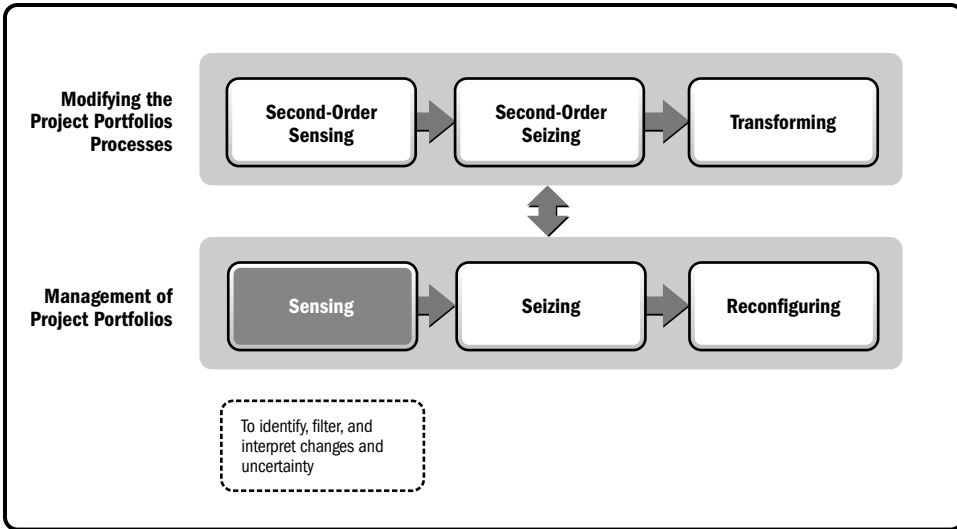 Modifying the
Project Portfolios
Processes
Second-Order
Sensing
Second-Order
Seizing
Transforming
Management of
Project Portfolios
Sensing
Seizing
Reconfiguring
To identify, filter, and
interpret changes and
uncertainty